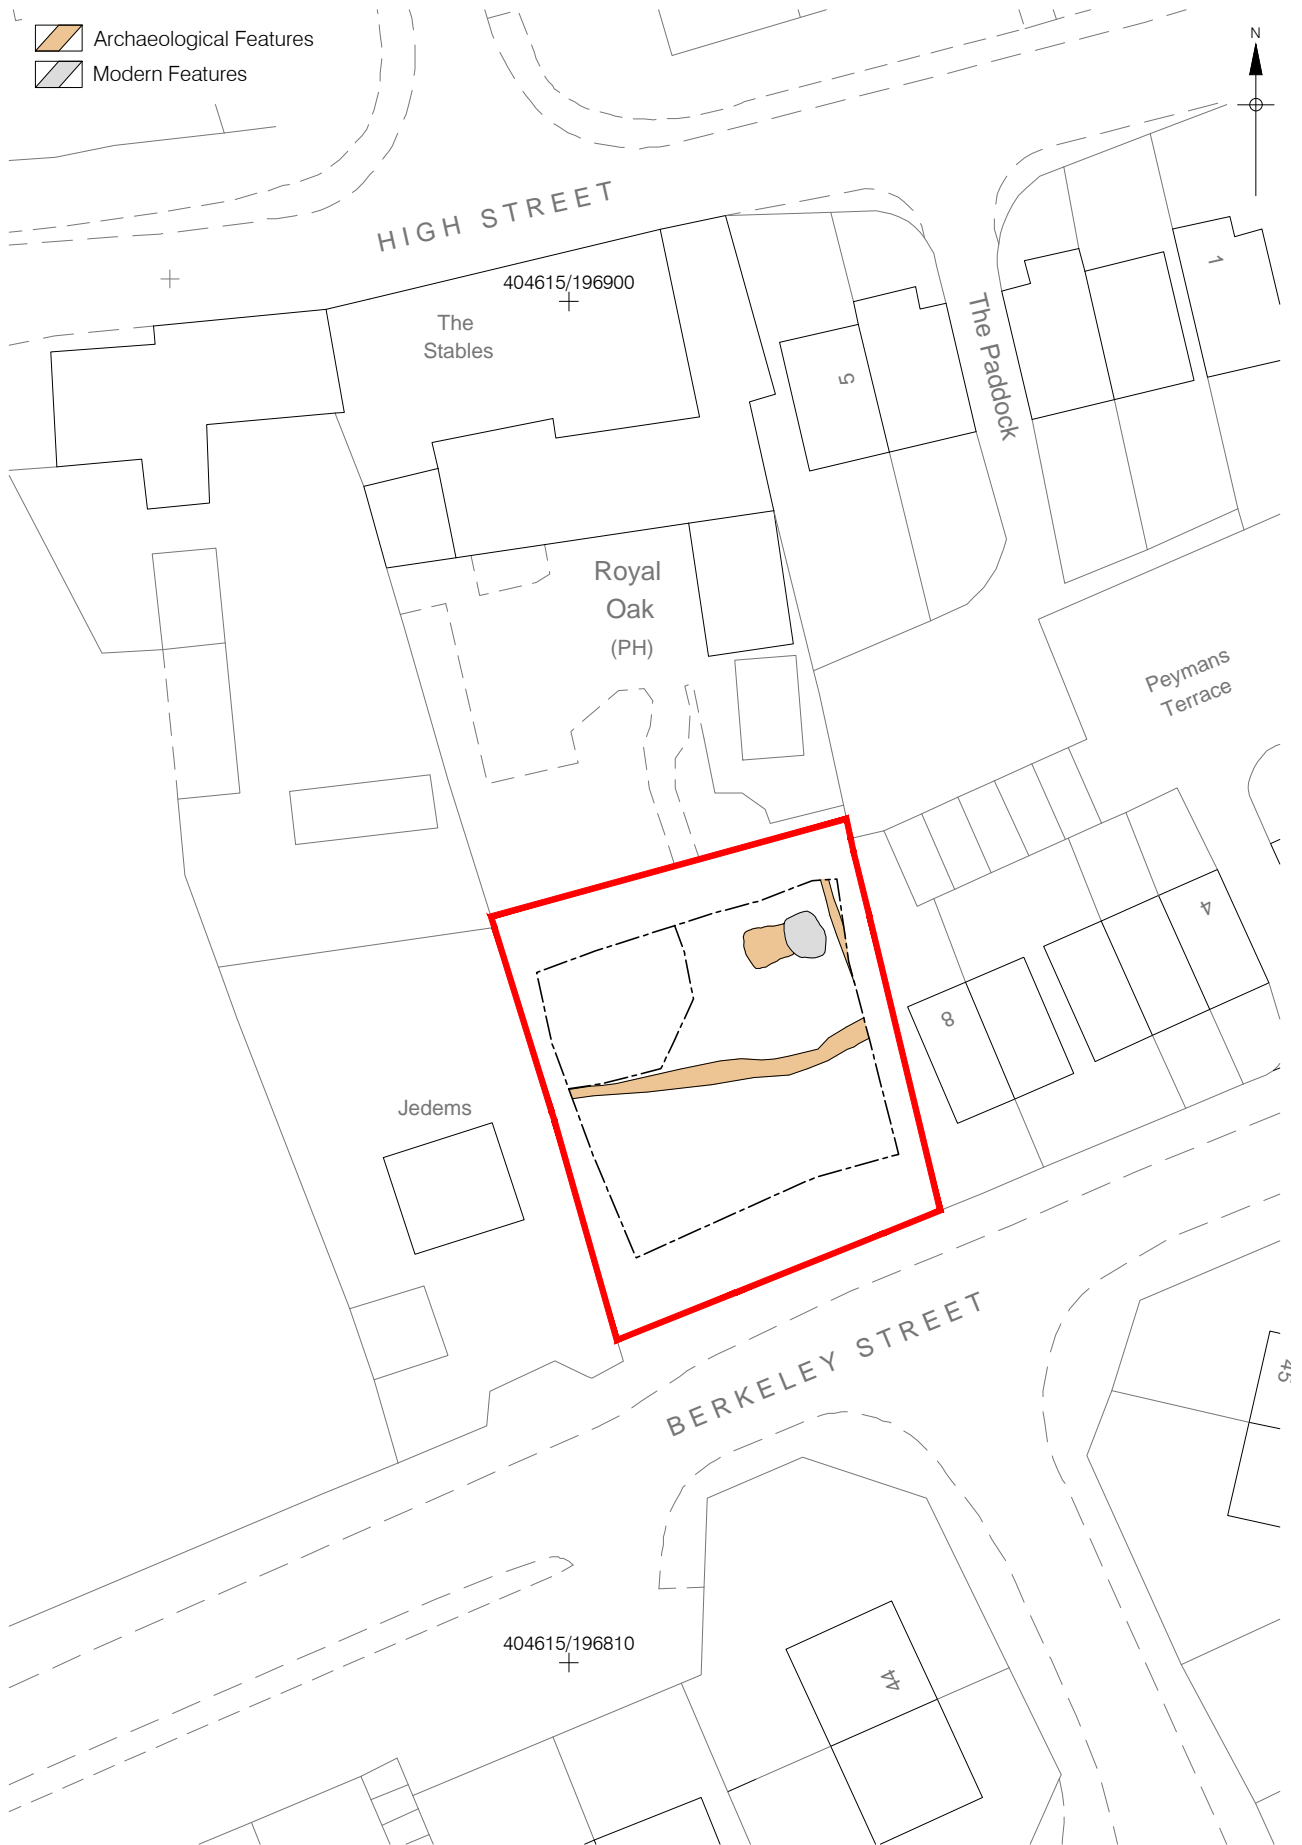 Archaeological Features
Modern Features
N
HIGH STREET
404615/196900
The
Stables
5
The Paddock
1
Royal
Oak
(PH)
Peymans
Terrace
4
8
Jedems
BERKELEY STREET
45
404615/196810
44